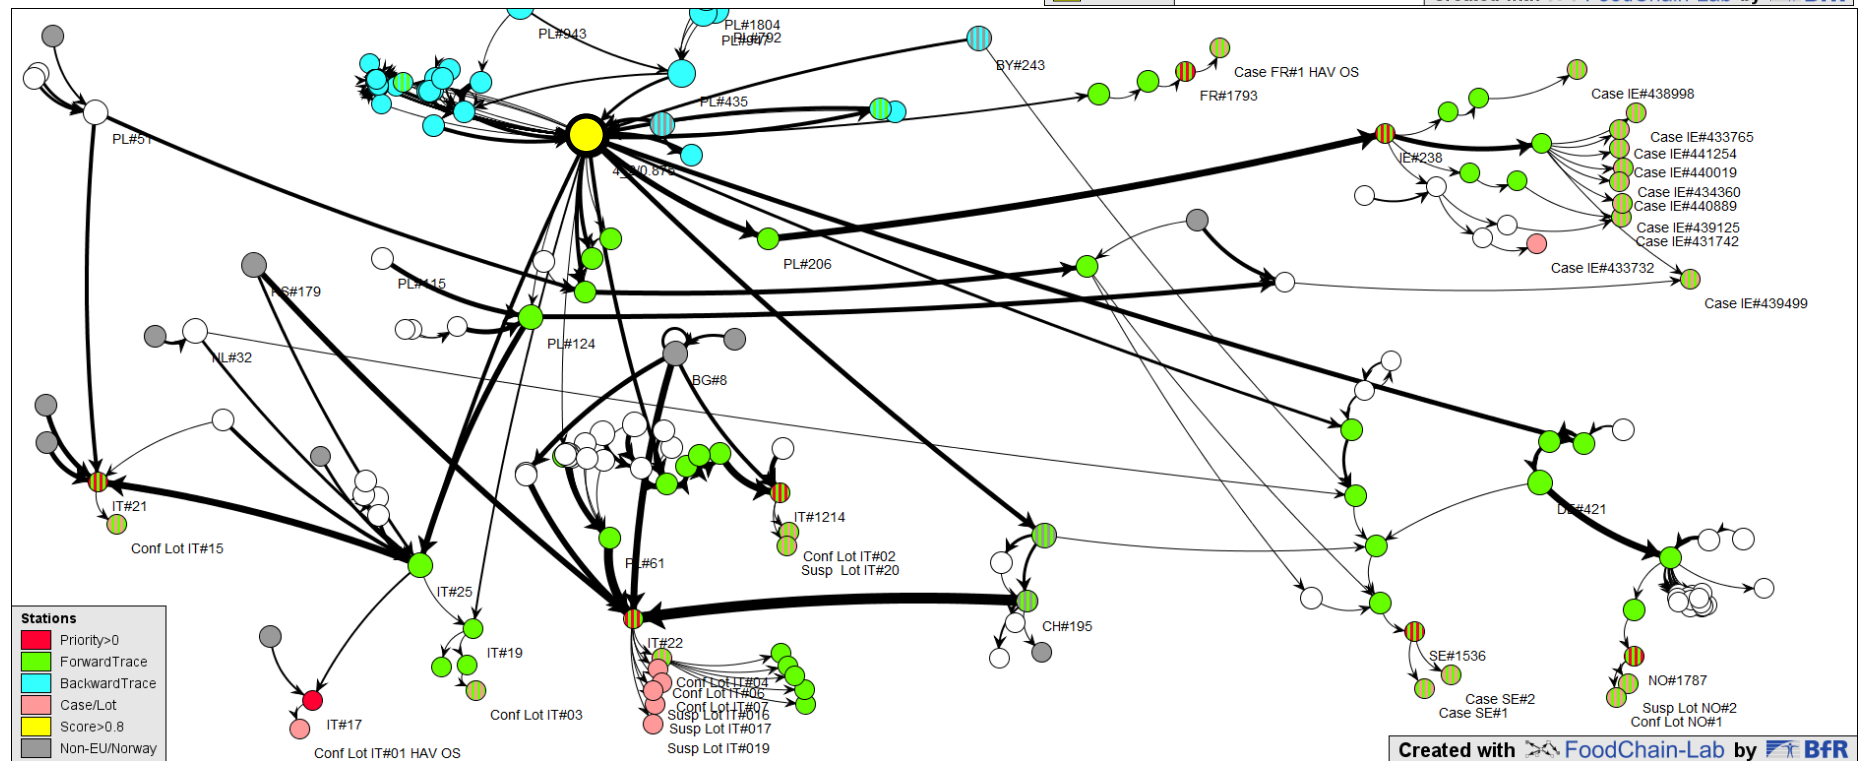 Created with FoodChain-Lab by BfR
PL#943
PL#1804
PL#792
BY#243
Case FR#1 HAV OS
FR#1793
PL#435
Case IE#438998
PL#51
Case IE#433765
IE#238
Case IE#441254
Case IE#440019
Case IE#434360
Case IE#440889
Case IE#439125
Case IE#431742
PL#206
Case IE#433732
PL#115
RS#179
Case IE#439499
PL#124
NL#32
BG#8
IT#21
Conf Lot IT#15
IT#1214
DE#421
Conf Lot IT#02
Susp Lot IT#20
PL#61
IT#25
CH#195
IT#22
IT#19
SE#1536
Conf Lot IT#04
Conf Lot IT#06
Conf Lot IT#07
Susp Lot IT#016
Susp Lot IT#017
Susp Lot IT#019
NO#1787
Case SE#2
Case SE#1
Susp Lot NO#2
Conf Lot NO#1
Conf Lot IT#03
IT#17
Conf Lot IT#01 HAV OS
Stations
Priority>0
ForwardTrace
BackwardTrace
Case/Lot
Score>0.8
Non-EU/Norway
Created with FoodChain-Lab by BfR